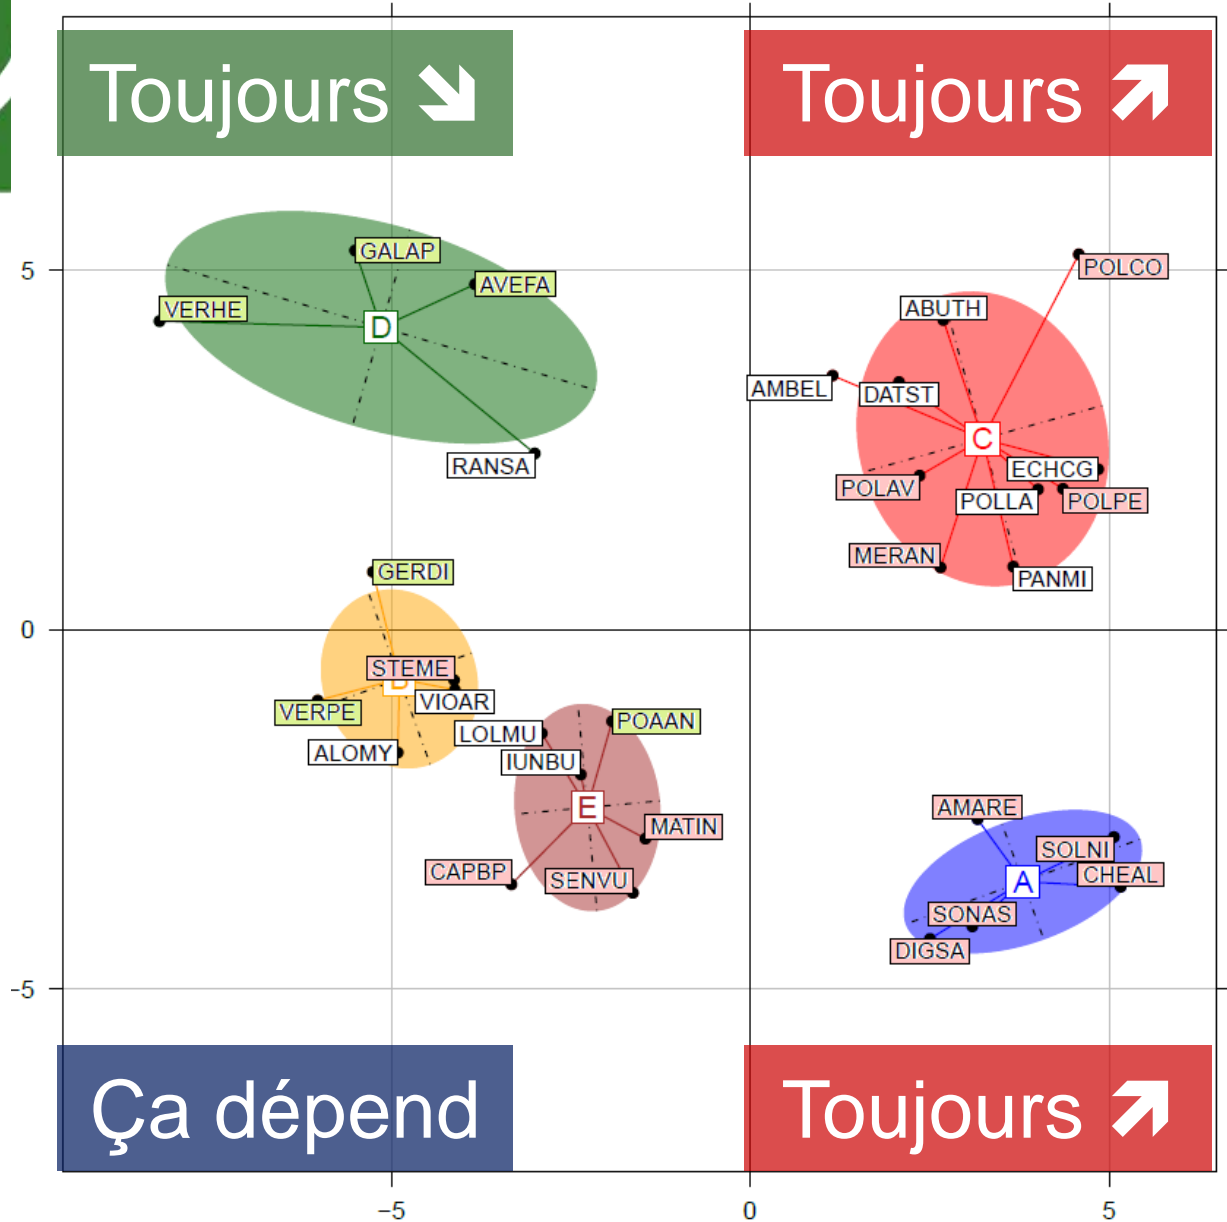 Toujours ↘
Toujours ↗
GALAP
AVEFA
VERHE
D
RANSA
5
POLCO
ABUTH
AMBEL
DATST
C
ECHCG
POLAV
POLLA
POLPE
MERAN
PANMI
0
GERDI
STEME
VIOAR
VERPE
ALOMY
LOLMU
POAAN
IUNBU
E
MATIN
CAPBP
SENVU
AMARE
SOLNI
A
CHEAL
SONAS
DIGSA
-5
Ça dépend
Toujours ↗
-5
0
5